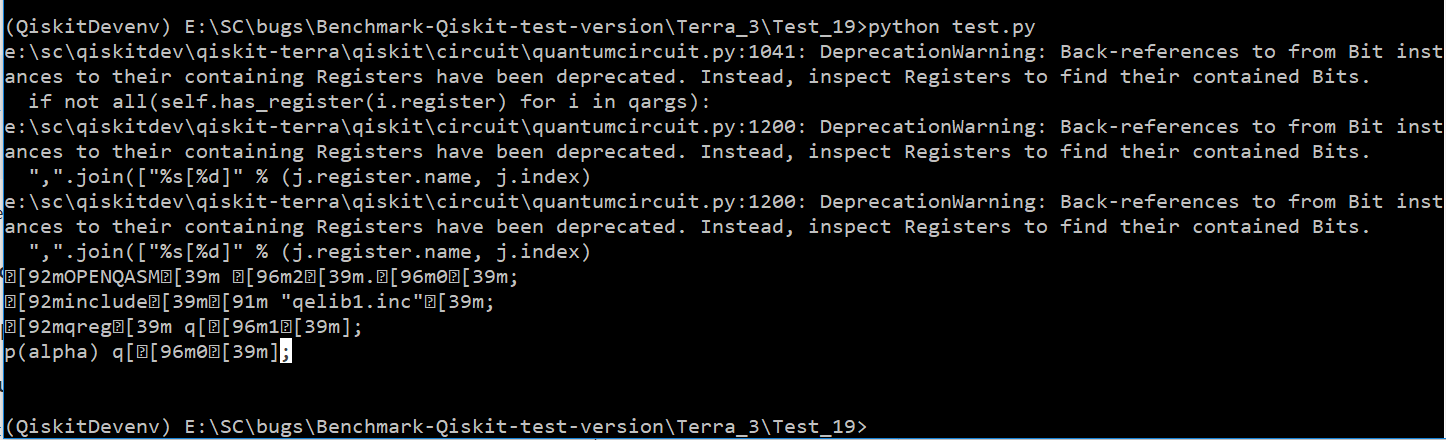 (QiskitDevenv) E:\SC\bugs\Benchmark-Qiskit-test-version\Terra_3\Test_19>python test.py
e:\sc\qiskitdev\qiskit-terra\qiskit\circuit\quantumcircuit.py:1041: DeprecationWarning: Back-references to from Bit inst
ances to their containing Registers have been deprecated. Instead, inspect Registers to find their contained Bits.
  if not all(self.has_register(i.register) for i in qargs):
e:\sc\qiskitdev\qiskit-terra\qiskit\circuit\quantumcircuit.py:1200: DeprecationWarning: Back-references to from Bit inst
ances to their containing Registers have been deprecated. Instead, inspect Registers to find their contained Bits.
  ",".join(["%s[%d]" % (j.register.name, j.index)
e:\sc\qiskitdev\qiskit-terra\qiskit\circuit\quantumcircuit.py:1200: DeprecationWarning: Back-references to from Bit inst
ances to their containing Registers have been deprecated. Instead, inspect Registers to find their contained Bits.
  ",".join(["%s[%d]" % (j.register.name, j.index)
⍰[92mOPENQASM⍰[39m ⍰[96m2⍰[39m.⍰[96m0⍰[39m;
⍰[92minclude⍰[39m⍰[91m "qelib1.inc"⍰[39m;
⍰[92mqreg⍰[39m q[⍰[96m1⍰[39m];
p(alpha) q[⍰[96m0⍰[39m];
(QiskitDevenv) E:\SC\bugs\Benchmark-Qiskit-test-version\Terra_3\Test_19>